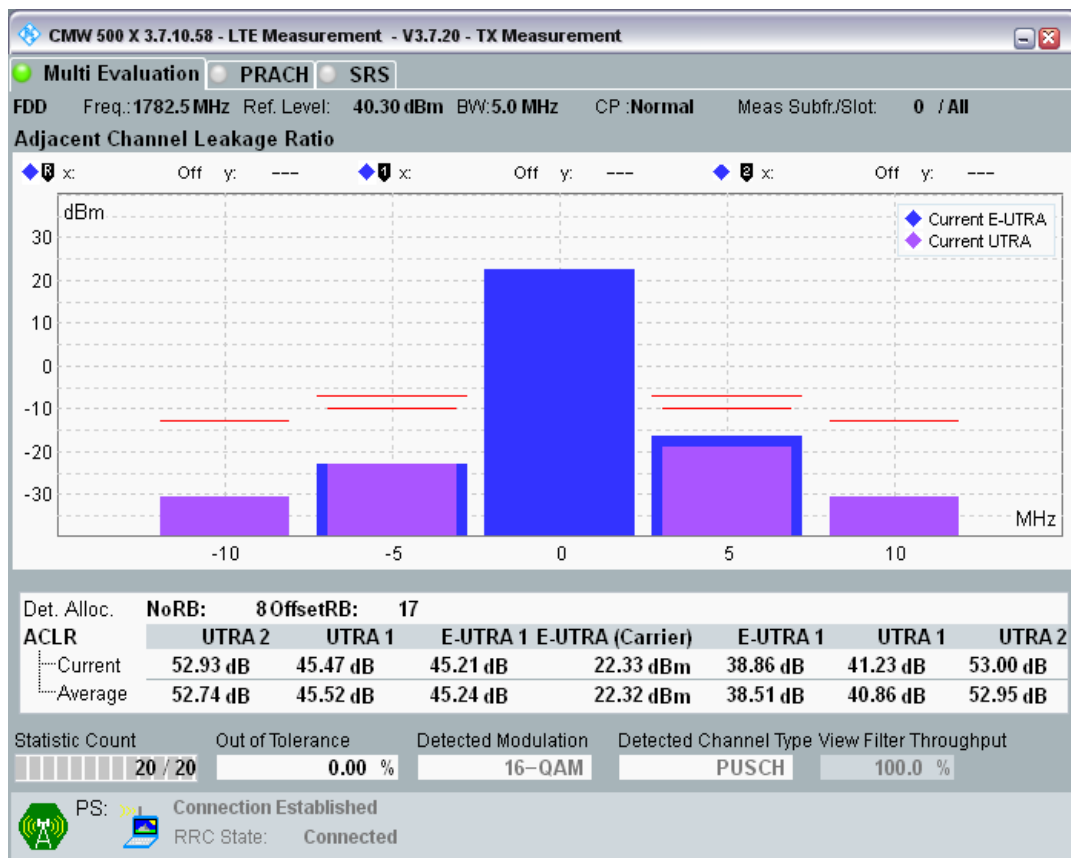 CMW 500 X 3.7.10.58 - LTE Measurement - V3.7.20 - TX Measurement
Multi Evaluation PRACH SRS
FDD Freq.:1782.5 MHz Ref. Level: 40.30 dBm BW:5.0 MHz CP :Normal Meas Subfr./Slot: 0 / All
Adjacent Channel Leakage Ratio
R x: Off y: --- 1 x: Off y: --- 2 x: Off y: ---
dBm
Current E-UTRA
Current UTRA
30
20
10
0
-10
-20
-30
MHz
-10 -5 0 5 10
Det. Alloc. NoRB: 8 OffsetRB: 17
ACLR UTRA 2 UTRA 1 E-UTRA 1 E-UTRA (Carrier) E-UTRA 1 UTRA 1 UTRA 2
Current 52.93 dB 45.47 dB 45.21 dB 22.33 dBm 38.86 dB 41.23 dB 53.00 dB
Average 52.74 dB 45.52 dB 45.24 dB 22.32 dBm 38.51 dB 40.86 dB 52.95 dB
Statistic Count Out of Tolerance Detected Modulation Detected Channel Type View Filter Throughput
20 / 20 0.00 % 16-QAM PUSCH 100.0 %
PS: Connection Established
RRC State: Connected